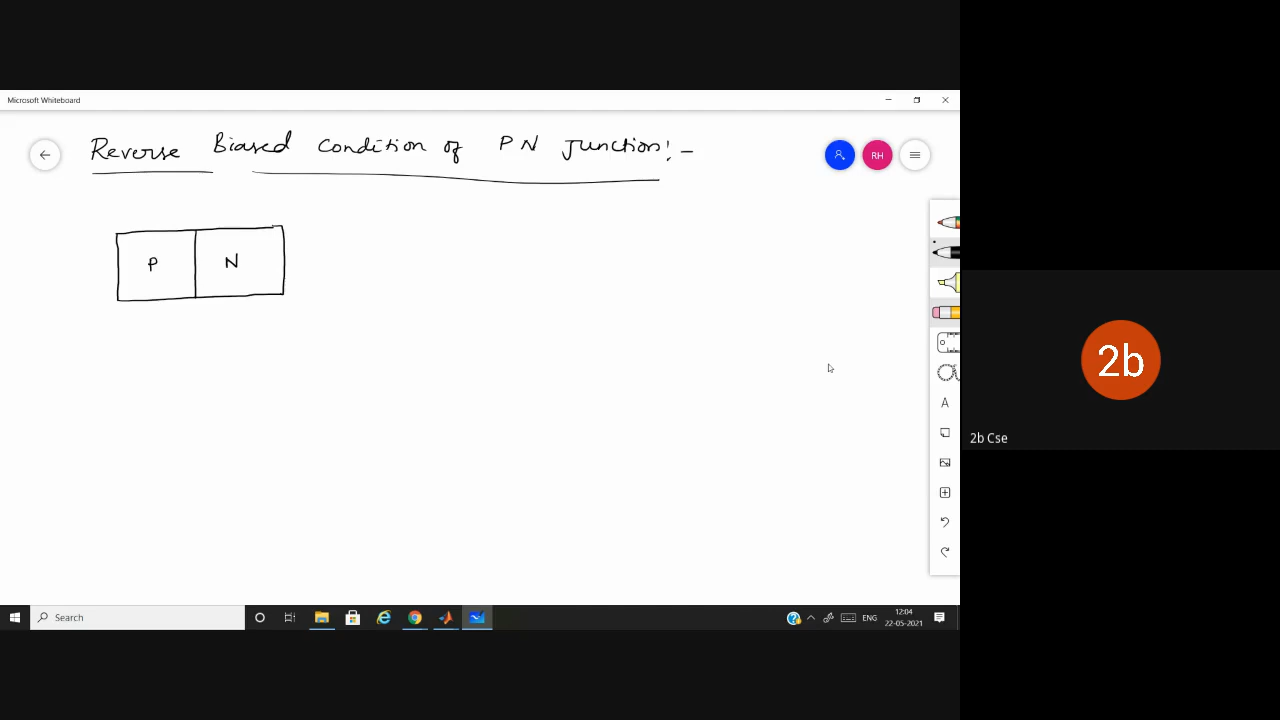 Microsoft Whiteboard
Reverse Biased Condition of PN Junction:-
RH
P N
2b
2b Cse
A
Search
ENG
12:04
22-05-2021